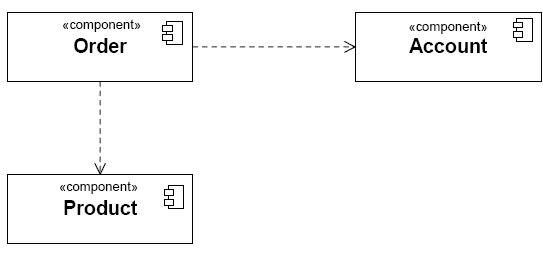 «component»
Order
«component»
Account
«component»
Product